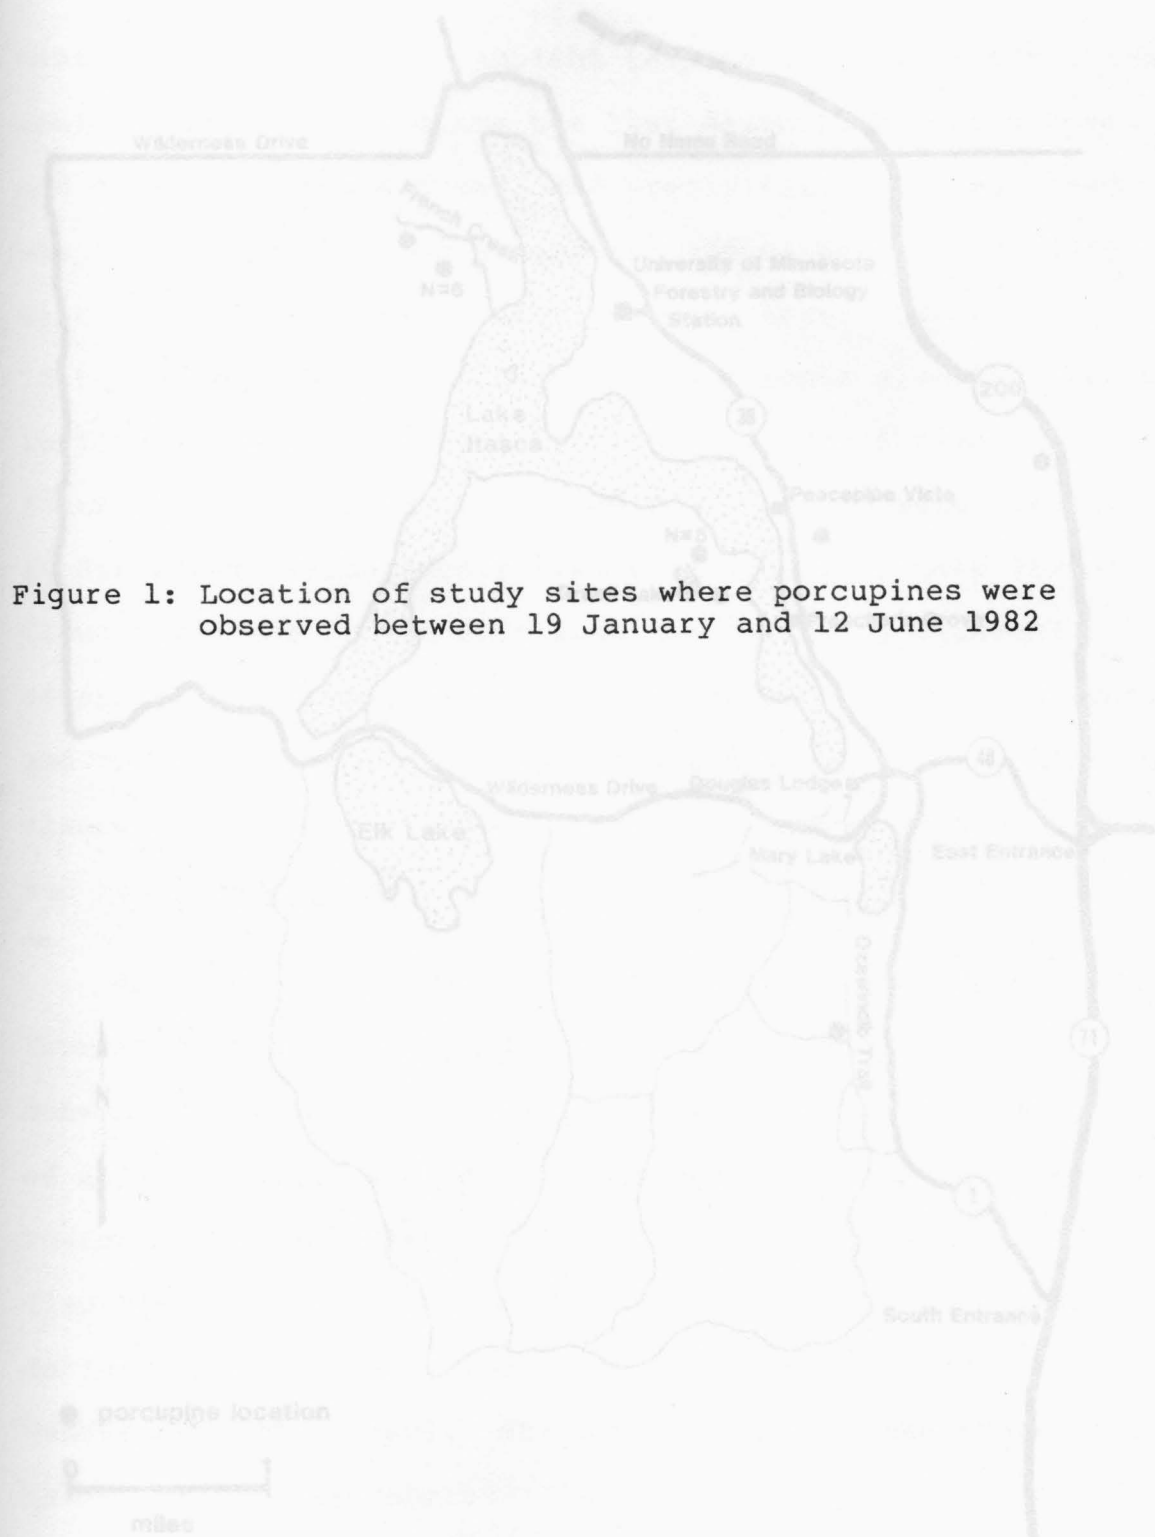 Wilderness Drive
No Name Road
French Creek
N=6
University of Minnesota
Forestry and Biology
Station
200
38
Lake
Itasca
Peacepipe Vista
N=5
Figure 1: Location of study sites where porcupines were
observed between 19 January and 12 June 1982
48
Wilderness Drive
Douglas Lodge
Elk Lake
Mary Lake
East Entrance
Trail
71
N
1
South Entrance
porcupine location
0
1
miles